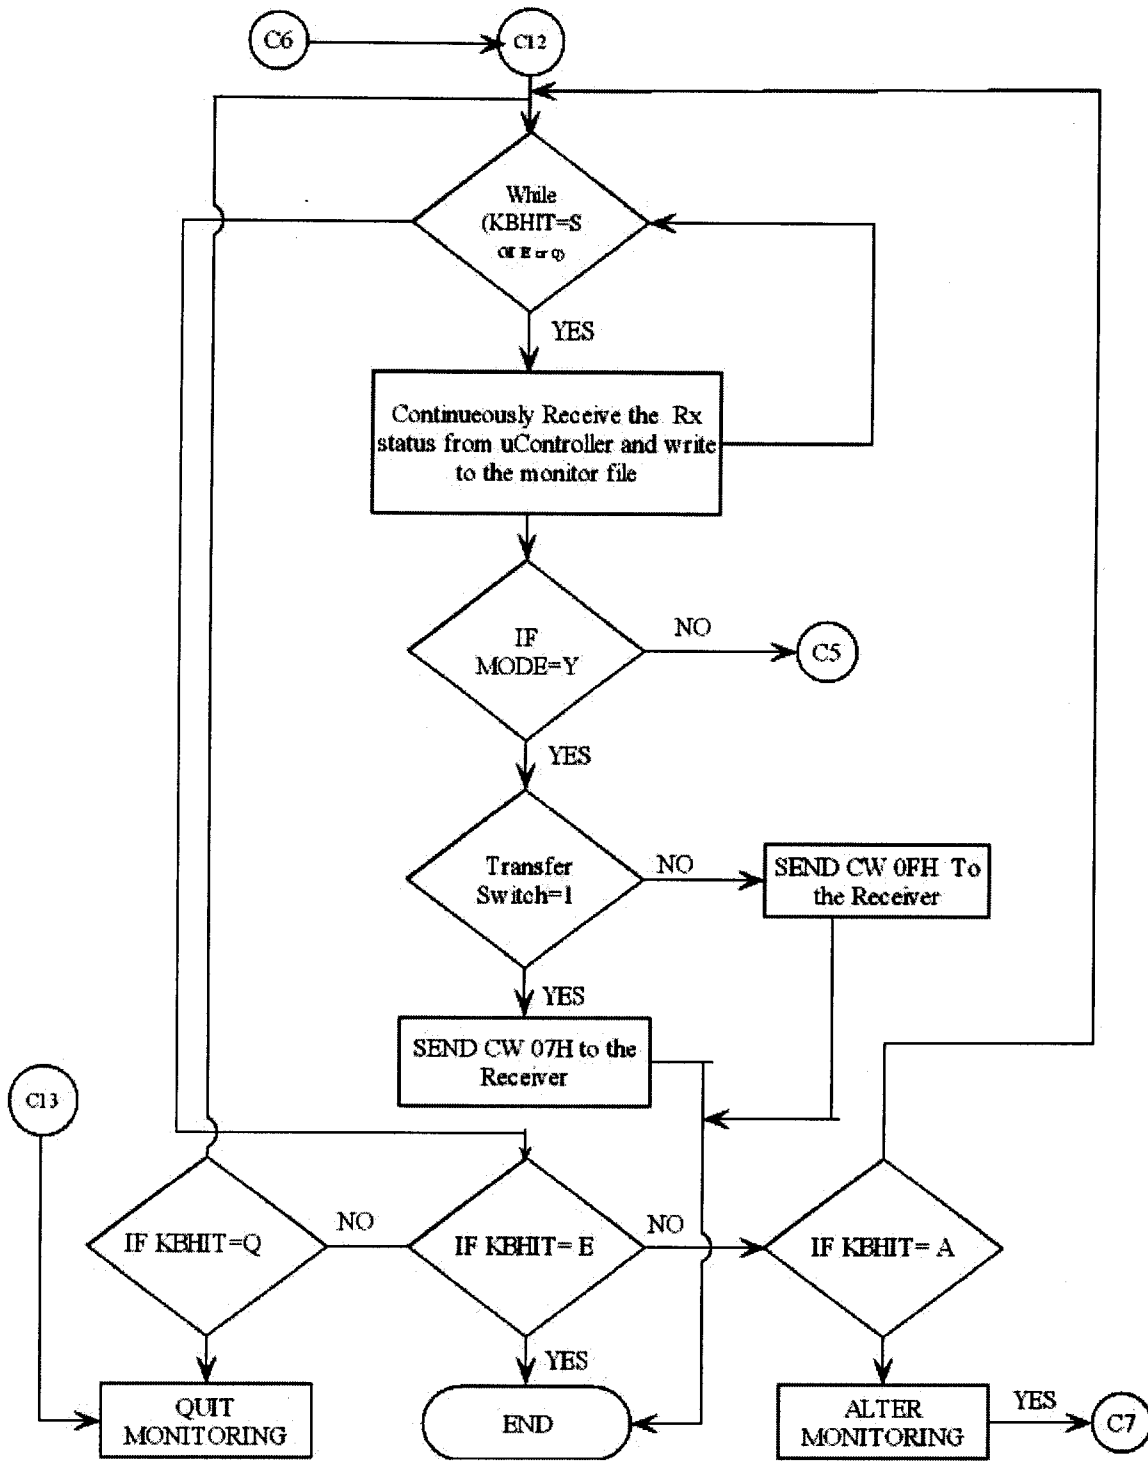 C6
C12
While
(KBHIT=S
OR E or Q)
YES
Continueously Receive the Rx
status from uController and write
to the monitor file
IF
MODE=Y
NO
C5
YES
Transfer
Switch=1
NO
SEND CW 0FH To
the Receiver
YES
SEND CW 07H to the
Receiver
C13
IF KBHIT=Q
NO
IF KBHIT= E
NO
IF KBHIT= A
YES
QUIT
MONITORING
END
ALTER
MONITORING
YES
C7